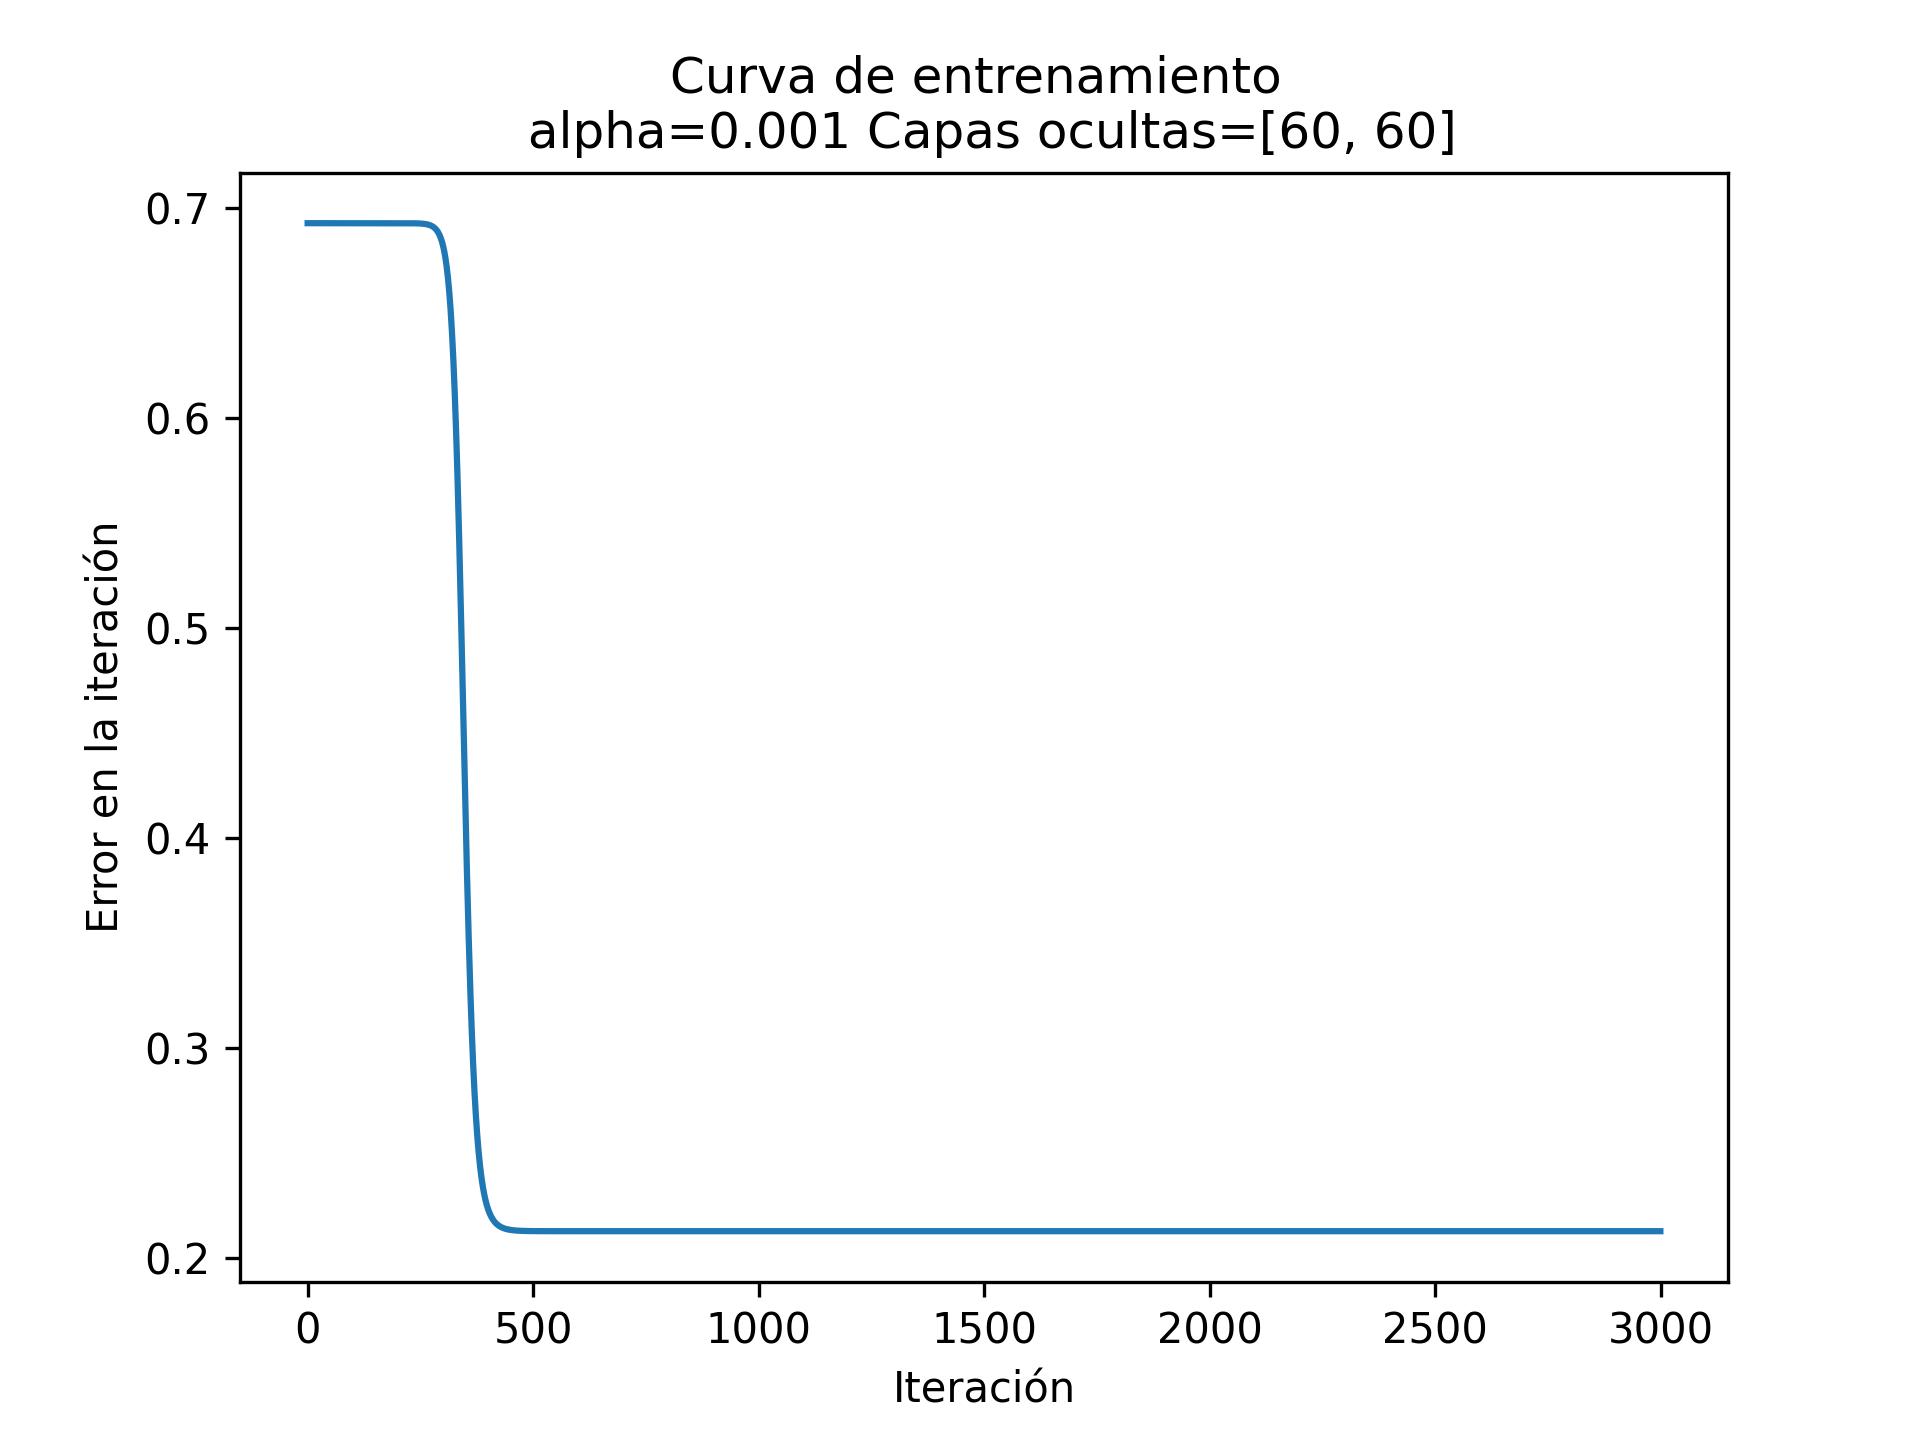 Curva de entrenamiento
alpha=0.001 Capas ocultas=[60, 60]
0.7
0.6
0.5
0.4
0.3
0.2
Error en la iteración
0 500 1000 1500 2000 2500 3000
Iteración